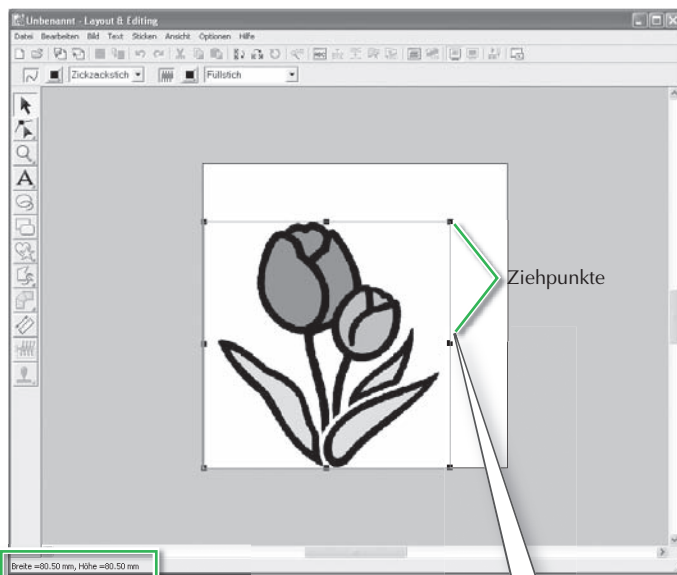 Unbenannt - Layout & Editing
Datei Bearbeiten Bild Text Sticken Ansicht Optionen Hilfe
Zickzackstich Füllstich
A
Ziehpunkte
Breite =80.50 mm, Höhe =80.50 mm